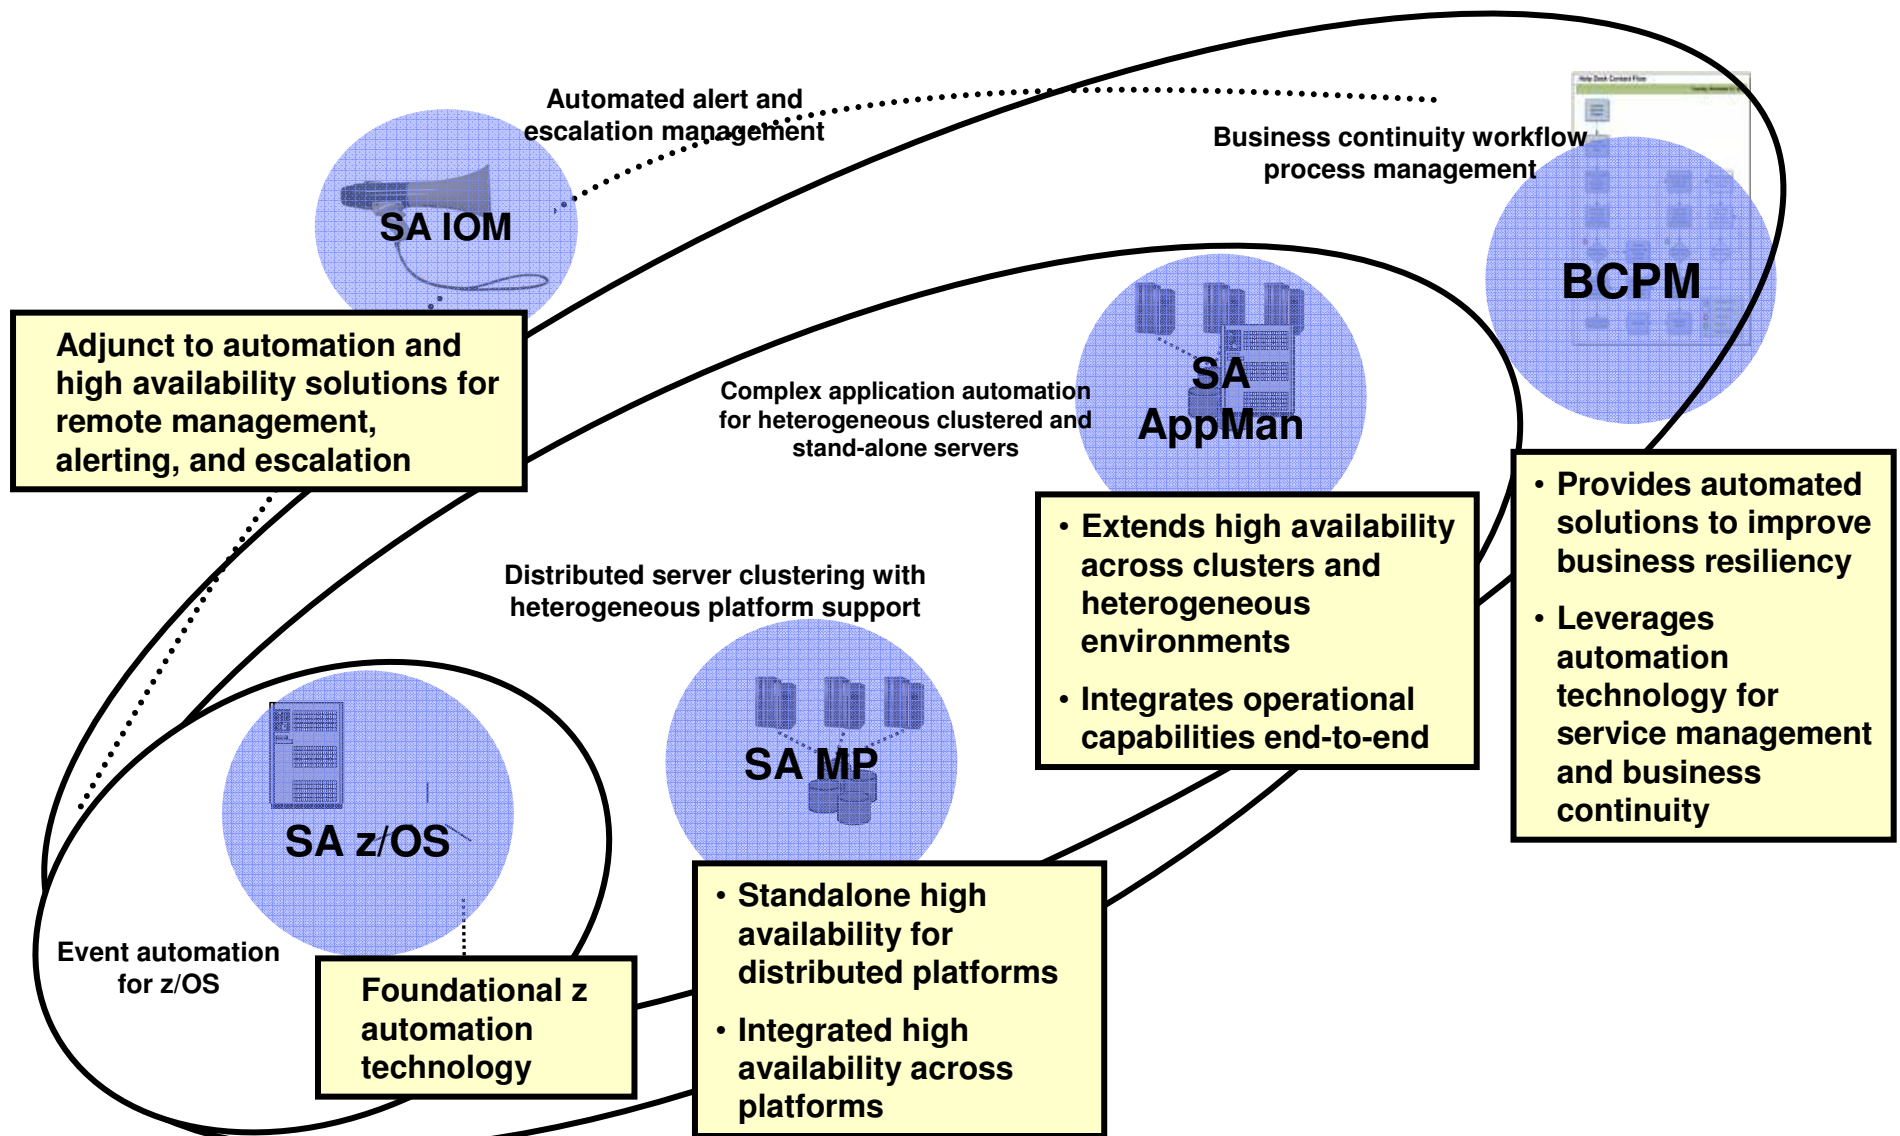 Automated alert and
escalation management
SA IOM
Adjunct to automation and
high availability solutions for
remote management,
alerting, and escalation
Help Desk Content Flow
Business continuity workflow
process management
BCPM
• Provides automated
solutions to improve
business resiliency
• Leverages
automation
technology for
service management
and business
continuity
Complex application automation
for heterogeneous clustered and
stand-alone servers
SA
AppMan
• Extends high availability
across clusters and
heterogeneous
environments
• Integrates operational
capabilities end-to-end
Distributed server clustering with
heterogeneous platform support
SA MP
• Standalone high
availability for
distributed platforms
• Integrated high
availability across
platforms
SA z/OS
Event automation
for z/OS
Foundational z
automation
technology